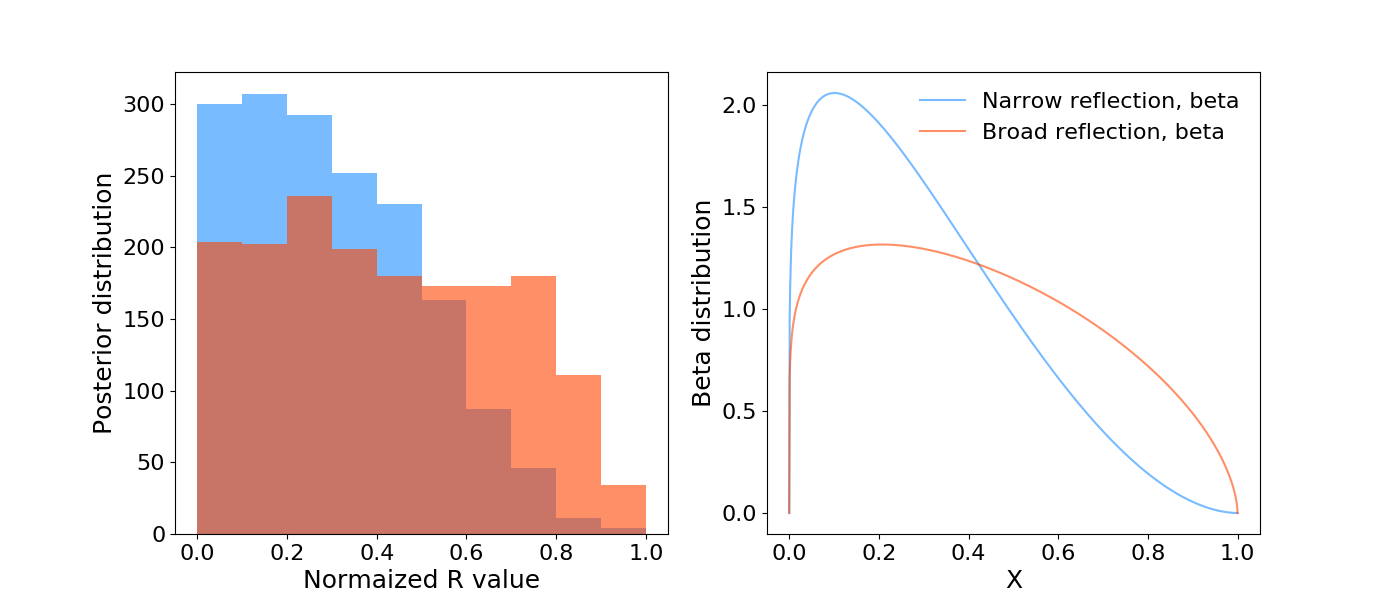 Posterior distribution
300
250
200
150
100
50
0
0.0 0.2 0.4 0.6 0.8 1.0
Normaized R value
Beta distribution
2.0
1.5
1.0
0.5
0.0
0.0 0.2 0.4 0.6 0.8 1.0
X
Narrow reflection, beta
Broad reflection, beta